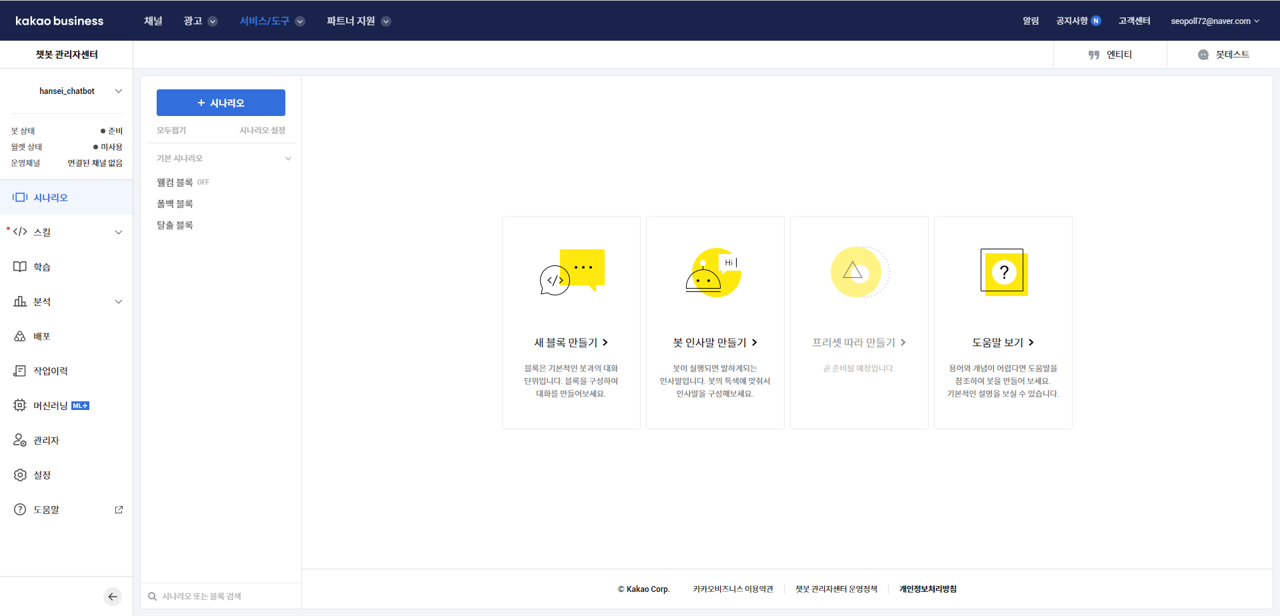 kakao business 채널 광고 서비스/도구 파트너 지원 알림 공지사항 N 고객센터 seopoll72@naver.com
챗봇 관리자센터 엔티티 봇테스트
hansei_chatbot
봇 상태 준비
월렛 상태 미사용
운영채널 연결된 채널 없음
시나리오
스킬
학습
분석
배포
작업이력
머신러닝 ML+
관리자
설정
도움말
+ 시나리오
모두접기 시나리오 설정
기본 시나리오
웰컴 블록 OFF
폴백 블록
탈출 블록
시나리오 또는 블록 검색
</>
새 블록 만들기
블록은 기본적인 봇과의 대화
단위입니다. 블록을 구성하여
대화를 만들어보세요.
Hi
봇 인사말 만들기
봇이 실행되면 말하게되는
인사말입니다. 봇의 특색에 맞춰서
인사말을 구성해보세요.
프리셋 따라 만들기
곧 준비될 예정입니다.
?
도움말 보기
용어와 개념이 어렵다면 도움말을
참조하여 봇을 만들어 보세요.
기본적인 설명을 보실 수 있습니다.
© Kakao Corp. 카카오비즈니스 이용약관 챗봇 관리자센터 운영정책 개인정보처리방침